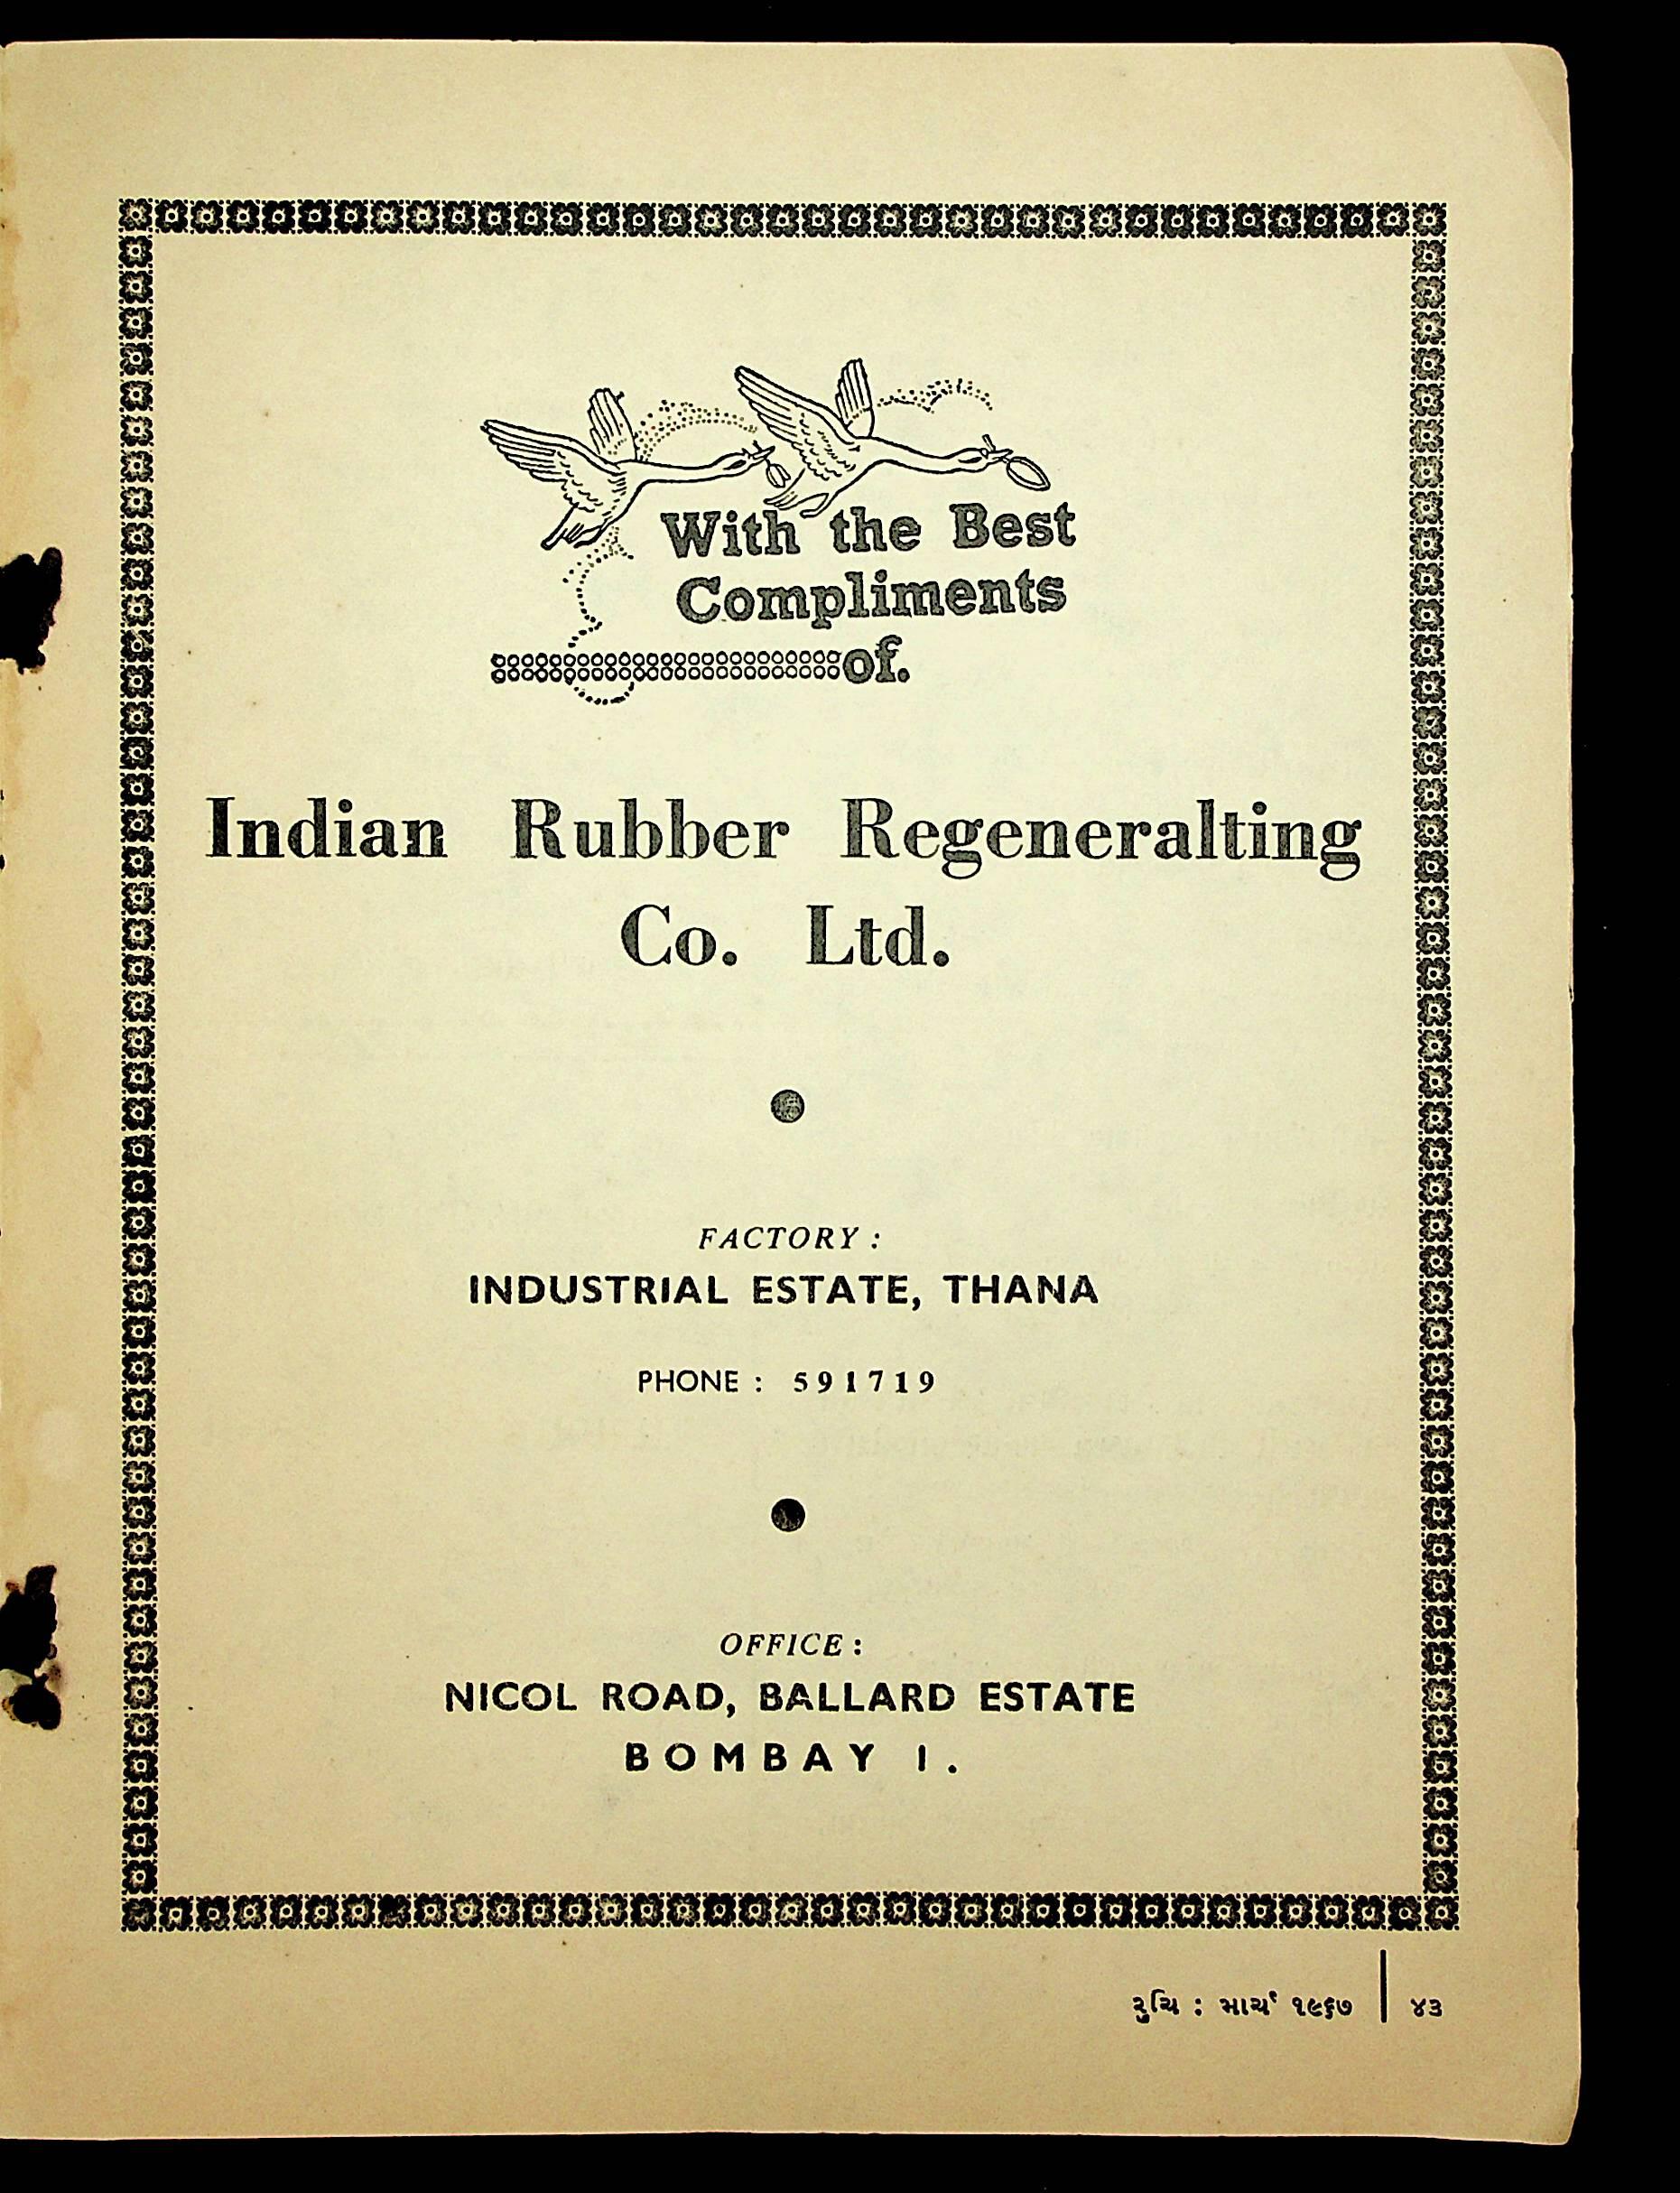 With the Best
Compliments
of.
Indian Rubber Regeneralting
Co. Ltd.
FACTORY :
INDUSTRIAL ESTATE, THANA
PHONE : 591719
OFFICE :
NICOL ROAD, BALLARD ESTATE
BOMBAY 1.
રુચિ : માર્ચ ૧૯૬૭ | ૪૩